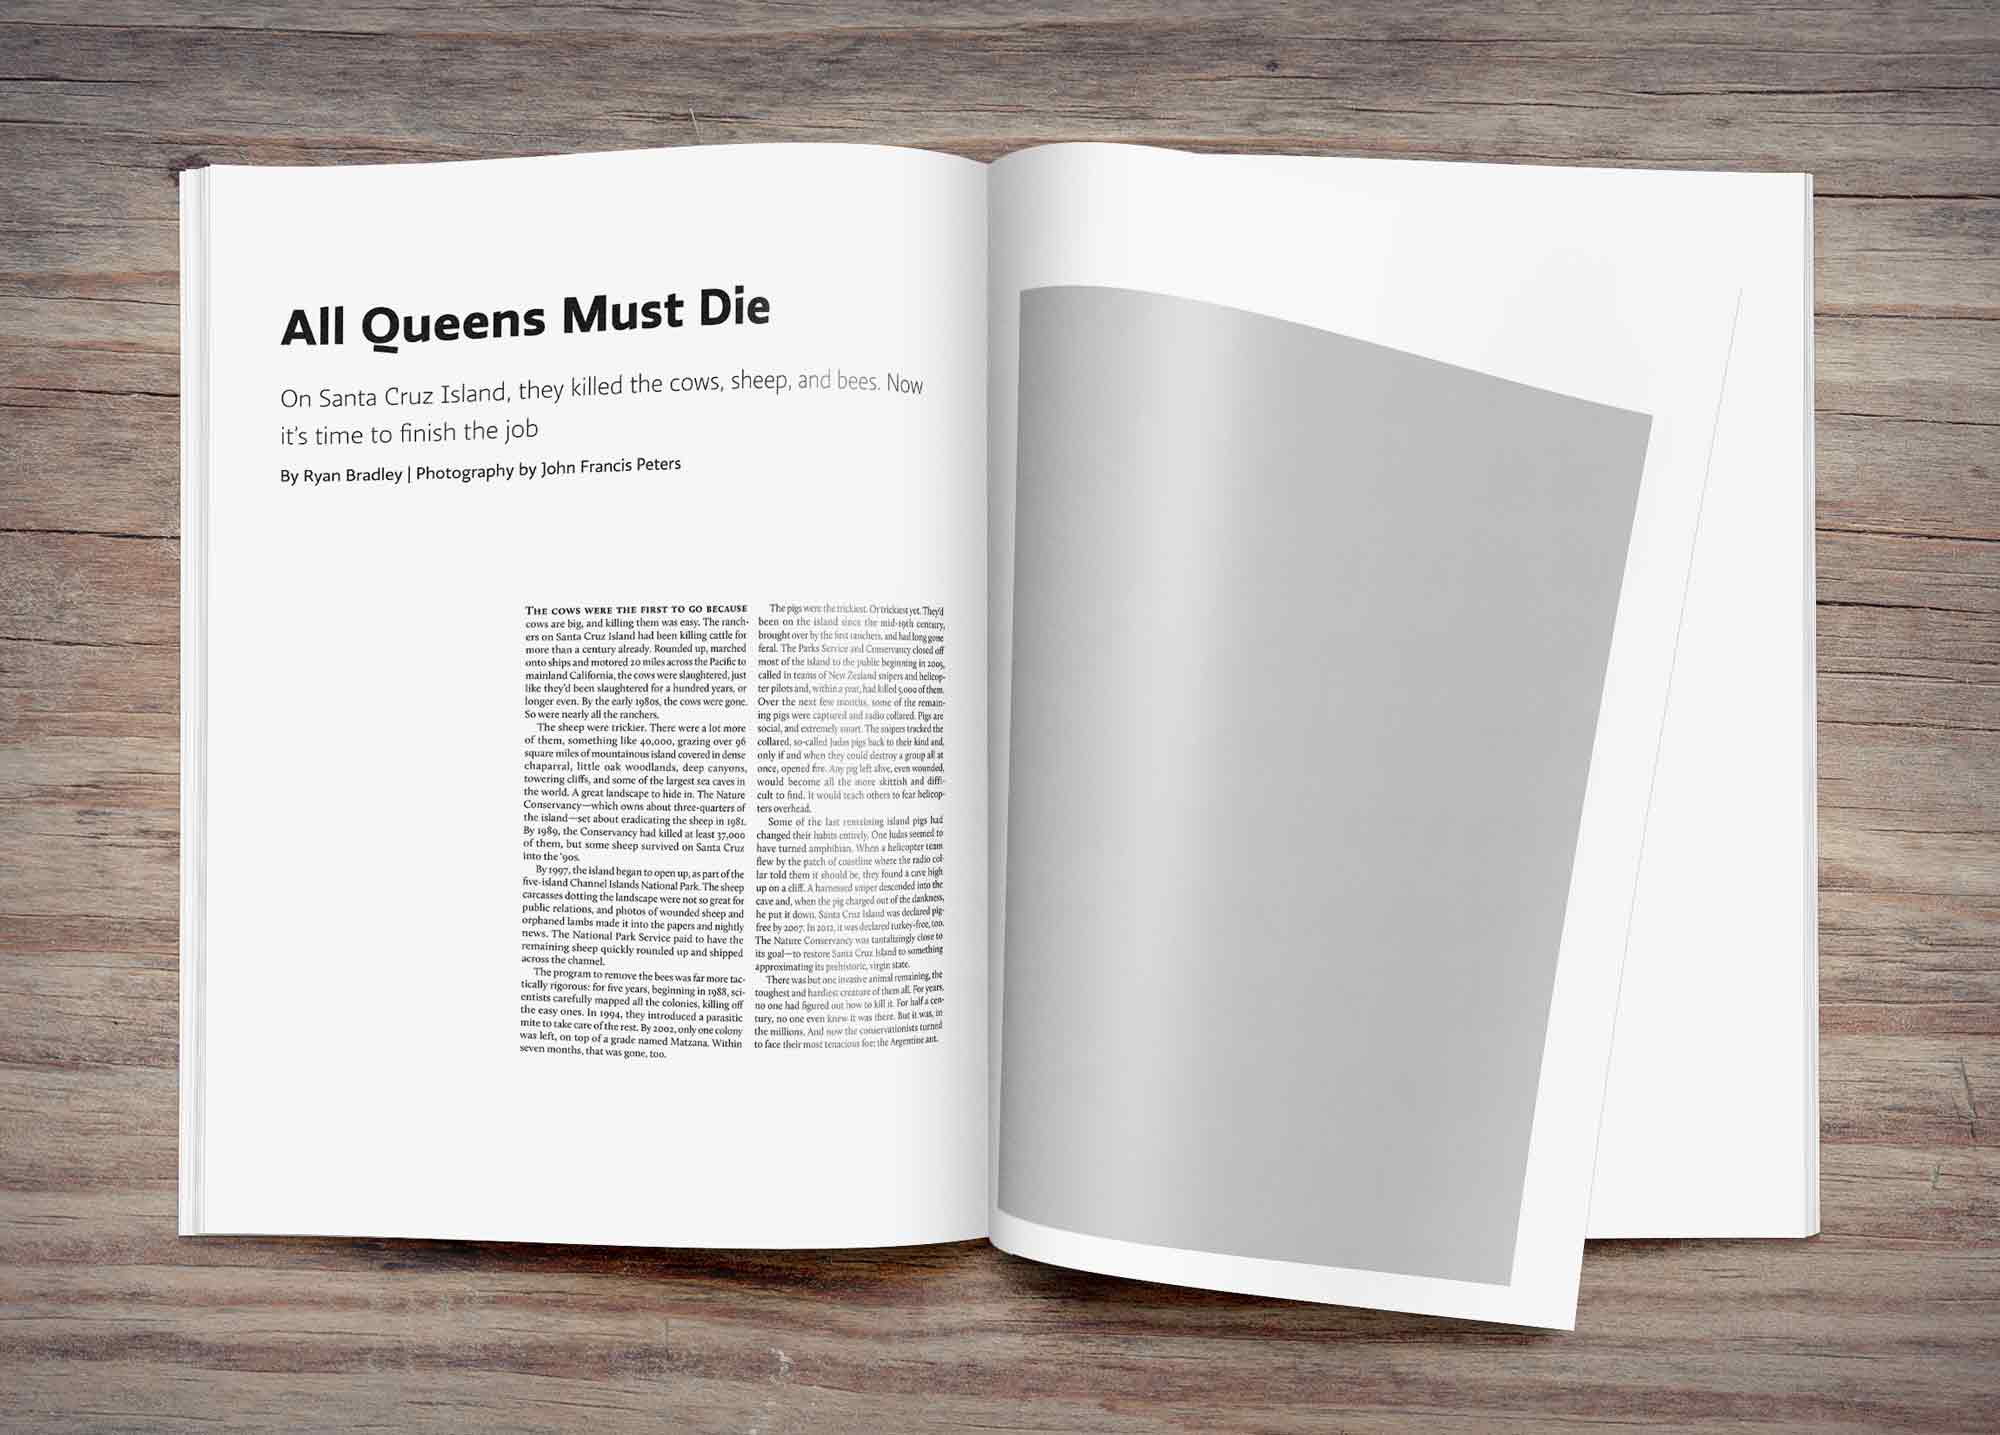 All Queens Must Die
On Santa Cruz Island, they killed the cows, sheep, and bees. Now
it's time to finish the job
By Ryan Bradley | Photography by John Francis Peters
THE COWS WERE THE FIRST TO GO BECAUSE
cows are big, and killing them was easy. The ranch-
ers on Santa Cruz Island had been killing cattle for
more than a century already. Rounded up, marched
onto ships and motored 20 miles across the Pacific to
mainland California, the cows were slaughtered, just
like they'd been slaughtered for a hundred years, or
longer even. By the early 1980s, the cows were gone.
So were nearly all the ranchers.
The sheep were trickier. There were a lot more
of them, something like 40,000, grazing over 96
square miles of mountainous island covered in dense
chaparral, little oak woodlands, deep canyons,
towering cliffs, and some of the largest sea caves in
the world. A great landscape to hide in. The Nature
Conservancy—which owns about three-quarters of
the island—set about eradicating the sheep in 1981.
By 1989, the Conservancy had killed at least 37,000
of them, but some sheep survived on Santa Cruz
into the '90s.
By 1997, the island began to open up, as part of the
five-island Channel Islands National Park. The sheep
carcasses dotting the landscape were not so great for
public relations, and photos of wounded sheep and
orphaned lambs made it into the papers and nightly
news. The National Park Service paid to have the
remaining sheep quickly rounded up and shipped
across the channel.
The program to remove the bees was far more tac-
tically rigorous: for five years, beginning in 1988, sci-
entists carefully mapped all the colonies, killing off
the easy ones. In 1994, they introduced a parasitic
mite to take care of the rest. By 2002, only one colony
was left, on top of a grade named Matzana. Within
seven months, that was gone, too.
The pigs were the trickiest. Or trickiest yet. They'd
been on the island since the mid-19th century,
brought over by the first ranchers, and had long gone
feral. The Parks Service and Conservancy closed off
most of the island to the public beginning in 2005,
called in teams of New Zealand snipers and helicop-
ter pilots and, within a year, had killed 5,000 of them.
Over the next few months, some of the remain-
ing pigs were captured and radio collared. Pigs are
social, and extremely smart. The snipers tracked the
collared, so-called Judas pigs back to their kind and,
only if and when they could destroy a group all at
once, opened fire. Any pig left alive, even wounded,
would become all the more skittish and diffi-
cult to find. It would teach others to fear helicop-
ters overhead.
Some of the last remaining island pigs had
changed their habits entirely. One Judas seemed to
have turned amphibian. When a helicopter team
flew by the patch of coastline where the radio col-
lar told them it should be, they found a cave high
up on a cliff. A harnessed sniper descended into the
cave and, when the pig charged out of the dankness,
he put it down. Santa Cruz Island was declared pig-
free by 2007. In 2012, it was declared turkey-free, too.
The Nature Conservancy was tantalizingly close to
its goal—to restore Santa Cruz Island to something
approximating its prehistoric, virgin state.
There was but one invasive animal remaining, the
toughest and hardiest creature of them all. For years,
no one had figured out how to kill it. For half a cen-
tury, no one even knew it was there. But it was, in
the millions. And now the conservationists turned
to face their most tenacious foe: the Argentine ant.